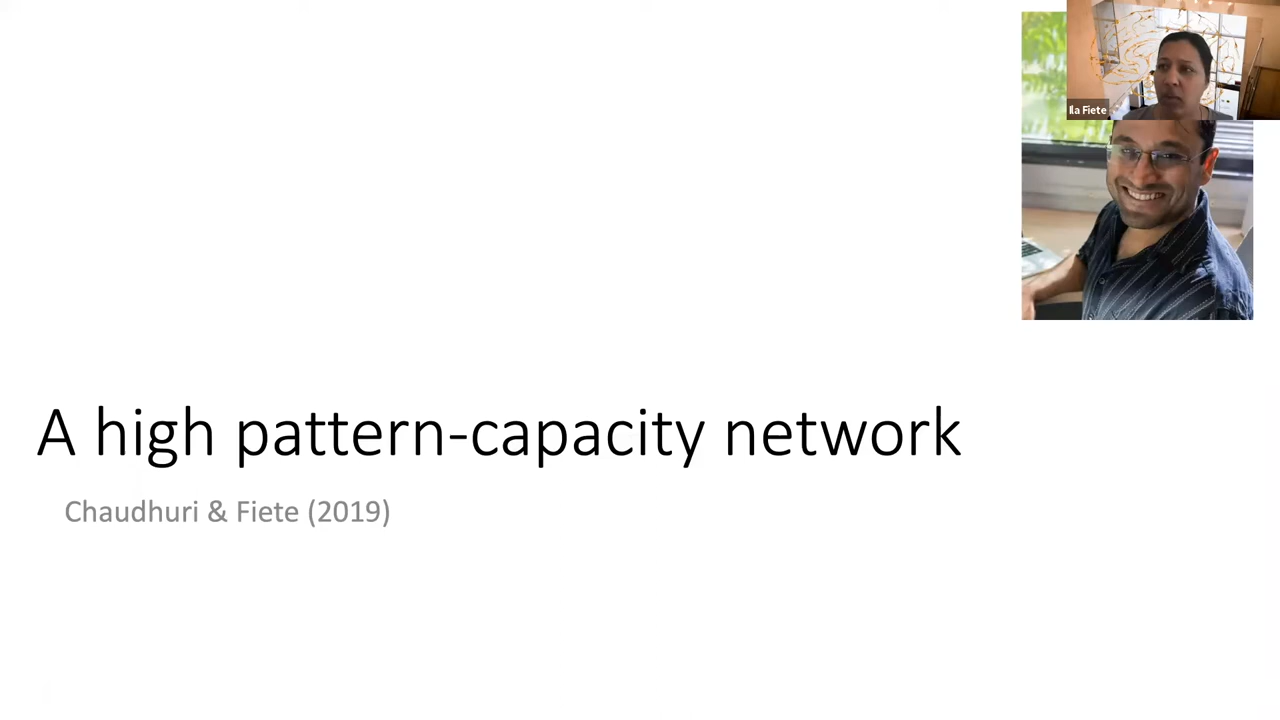 Ila Fiete
A high pattern-capacity network
Chaudhuri & Fiete (2019)